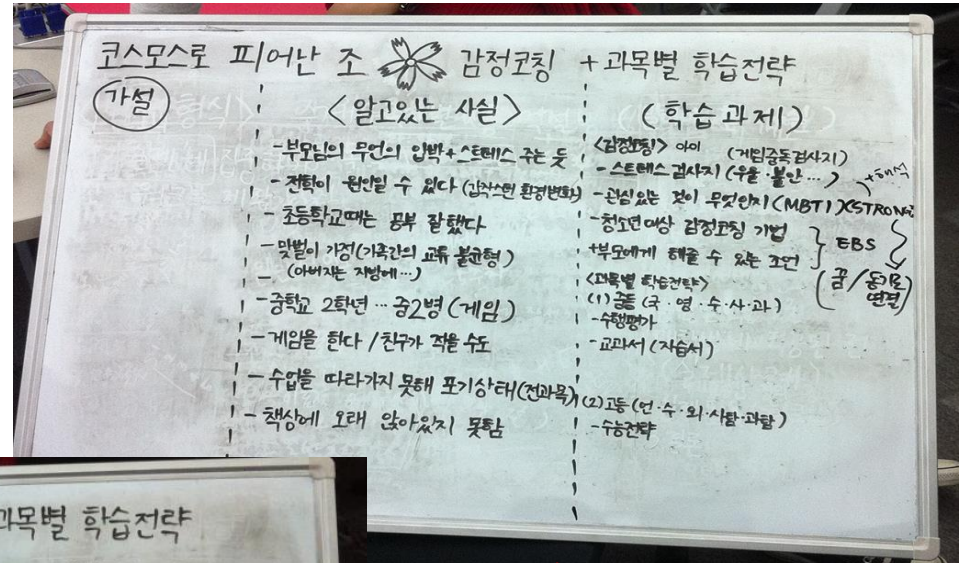 코스모스로 피어난 조 감정코칭 + 과목별 학습전략
가설
<알고있는 사실>
- 부모님의 무언의 압박+스트레스 주는 듯
- 전학이 원인일 수 있다 (갑작스런 환경변화)
- 초등학교때는 공부 잘했다
- 맞벌이 가정(가족간의 교류 불균형)
- (아버지는 지방에…)
- 중학교 2학년 … 중2병 (게임)
- 게임을 한다 / 친구가 적을 수도
- 수업을 따라가지 못해 포기상태(전과목)
- 책상에 오래 앉아있지 못함
(학습과제)
<감정코칭> 아이 (게임중독검사지)
- 스트레스 검사지 (우울·불안…)
- 관심있는 것이 무엇인지 (MBTI)(STRONG)
- 청소년대상 감정코칭 기법
+부모에게 해줄 수 있는 조언
EBS
(꿈/동기로 연결)
<과목별 학습전략>
(1) 중등 (국·영·수·사·과)
- 수행평가
- 교과서 (자습서)
(2) 고등 (언·수·외·사탐·과탐)
- 수능전략
과목별 학습전략